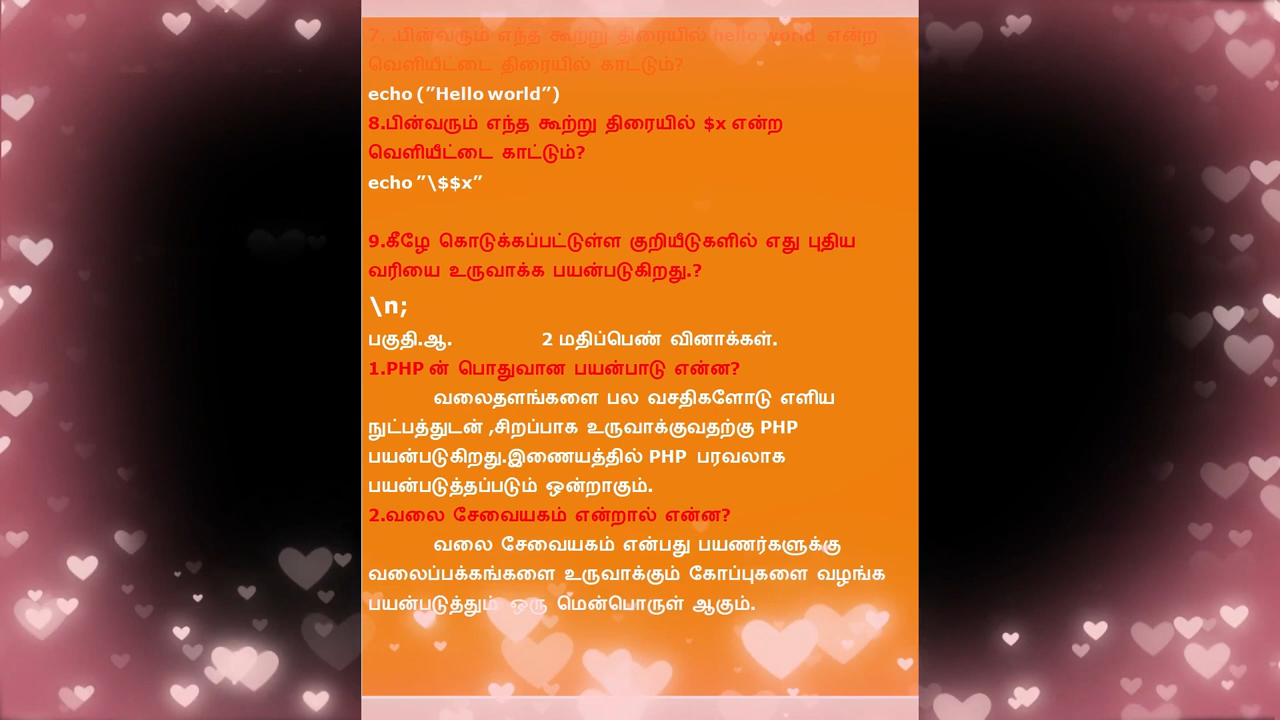 7. .பின்வரும் எந்த கூற்று திரையில் hello world என்ற
வெளியீட்டை திரையில் காட்டும்?
echo (”Hello world”)
8.பின்வரும் எந்த கூற்று திரையில் $x என்ற
வெளியீட்டை காட்டும்?
echo ”\$$x”
9.கீழே கொடுக்கப்பட்டுள்ள குறியீடுகளில் எது புதிய
வரியை உருவாக்க பயன்படுகிறது.?
\n;
பகுதி.ஆ. 2 மதிப்பெண் வினாக்கள்.
1.PHP ன் பொதுவான பயன்பாடு என்ன?
வலைதளங்களை பல வசதிகளோடு எளிய
நுட்பத்துடன் ,சிறப்பாக உருவாக்குவதற்கு PHP
பயன்படுகிறது.இணையத்தில் PHP பரவலாக
பயன்படுத்தப்படும் ஒன்றாகும்.
2.வலை சேவையகம் என்றால் என்ன?
வலை சேவையகம் என்பது பயணர்களுக்கு
வலைப்பக்கங்களை உருவாக்கும் கோப்புகளை வழங்க
பயன்படுத்தும் ஒரு மென்பொருள் ஆகும்.